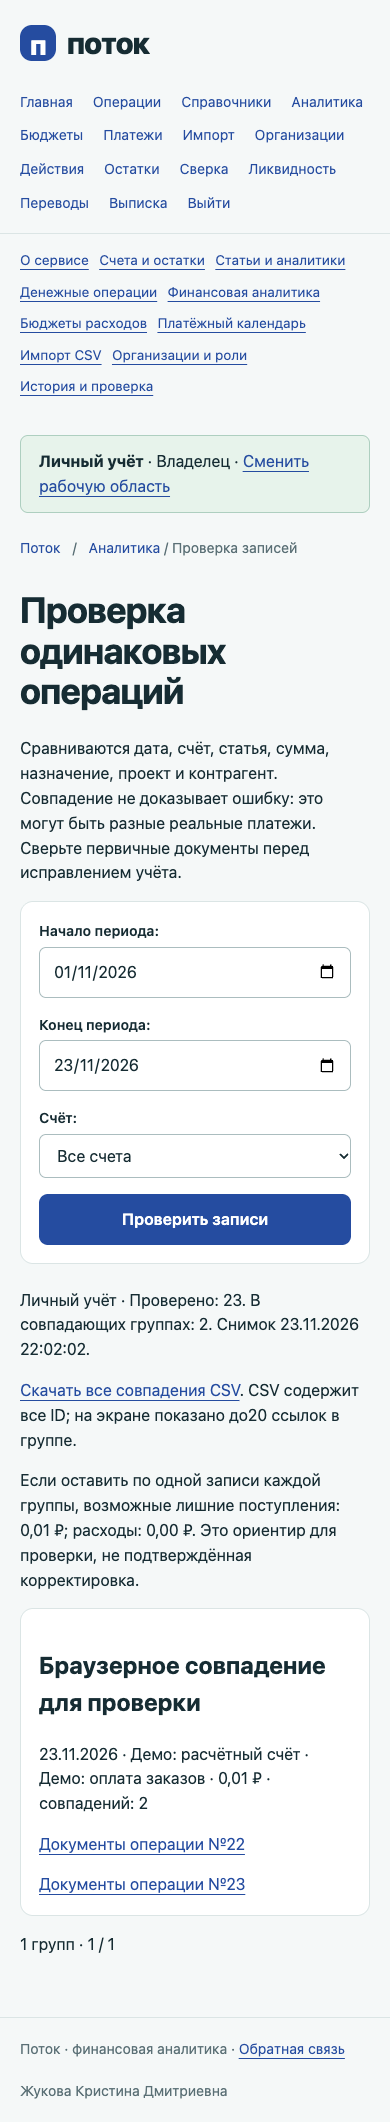 п поток
Главная Операции Справочники Аналитика
Бюджеты Платежи Импорт Организации
Действия Остатки Сверка Ликвидность
Переводы Выписка Выйти
О сервисе Счета и остатки Статьи и аналитики
Денежные операции Финансовая аналитика
Бюджеты расходов Платёжный календарь
Импорт CSV Организации и роли
История и проверка
Личный учёт · Владелец · Сменить
рабочую область
Поток / Аналитика / Проверка записей
Проверка
одинаковых
операций
Сравниваются дата, счёт, статья, сумма,
назначение, проект и контрагент.
Совпадение не доказывает ошибку: это
могут быть разные реальные платежи.
Сверьте первичные документы перед
исправлением учёта.
Начало периода:
01/11/2026
Конец периода:
23/11/2026
Счёт:
Все счета
Проверить записи
Личный учёт · Проверено: 23. В
совпадающих группах: 2. Снимок 23.11.2026
22:02:02.
Скачать все совпадения CSV. CSV содержит
все ID; на экране показано до20 ссылок в
группе.
Если оставить по одной записи каждой
группы, возможные лишние поступления:
0,01 ₽; расходы: 0,00 ₽. Это ориентир для
проверки, не подтверждённая
корректировка.
Браузерное совпадение
для проверки
23.11.2026 · Демо: расчётный счёт ·
Демо: оплата заказов · 0,01 ₽ ·
совпадений: 2
Документы операции №22
Документы операции №23
1 групп · 1 / 1
Поток · финансовая аналитика · Обратная связь
Жукова Кристина Дмитриевна